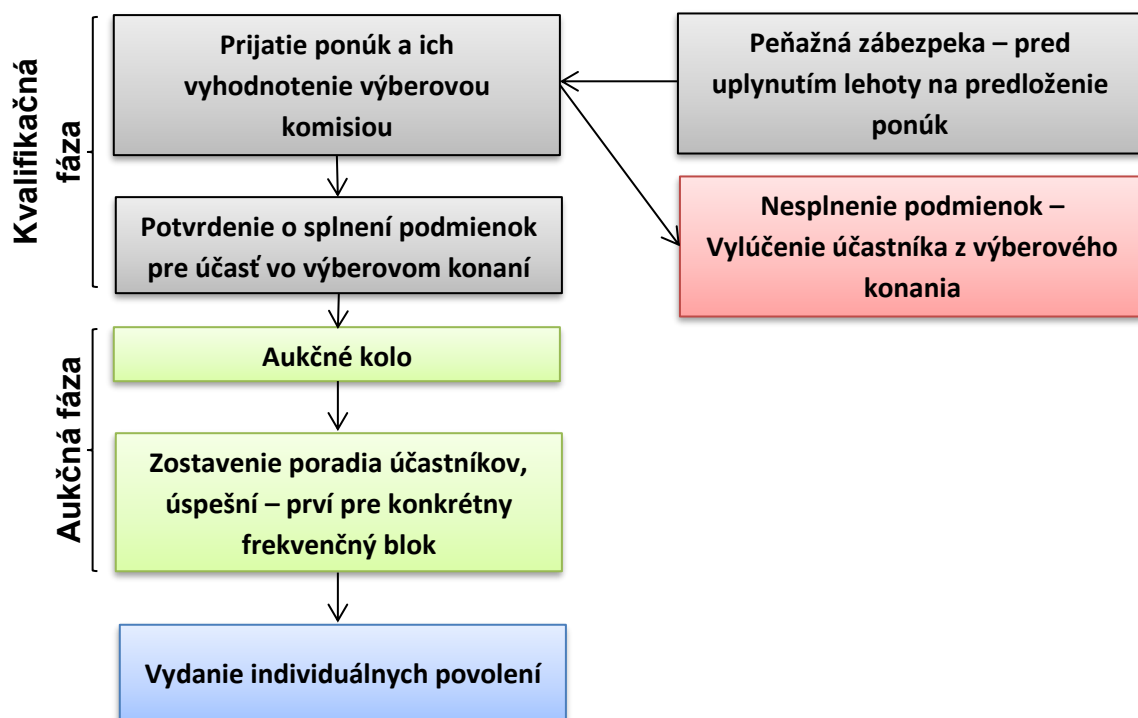 Kvalifikačná
fáza
Prijatie ponúk a ich
vyhodnotenie výberovou
komisiou
Peňažná zábezpeka – pred
uplynutím lehoty na predloženie
ponúk
Potvrdenie o splnení podmienok
pre účasť vo výberovom konaní
Nesplnenie podmienok –
Vylúčenie účastníka z výberového
konania
Aukčná fáza
Aukčné kolo
Zostavenie poradia účastníkov,
úspešní – prví pre konkrétny
frekvenčný blok
Vydanie individuálnych povolení